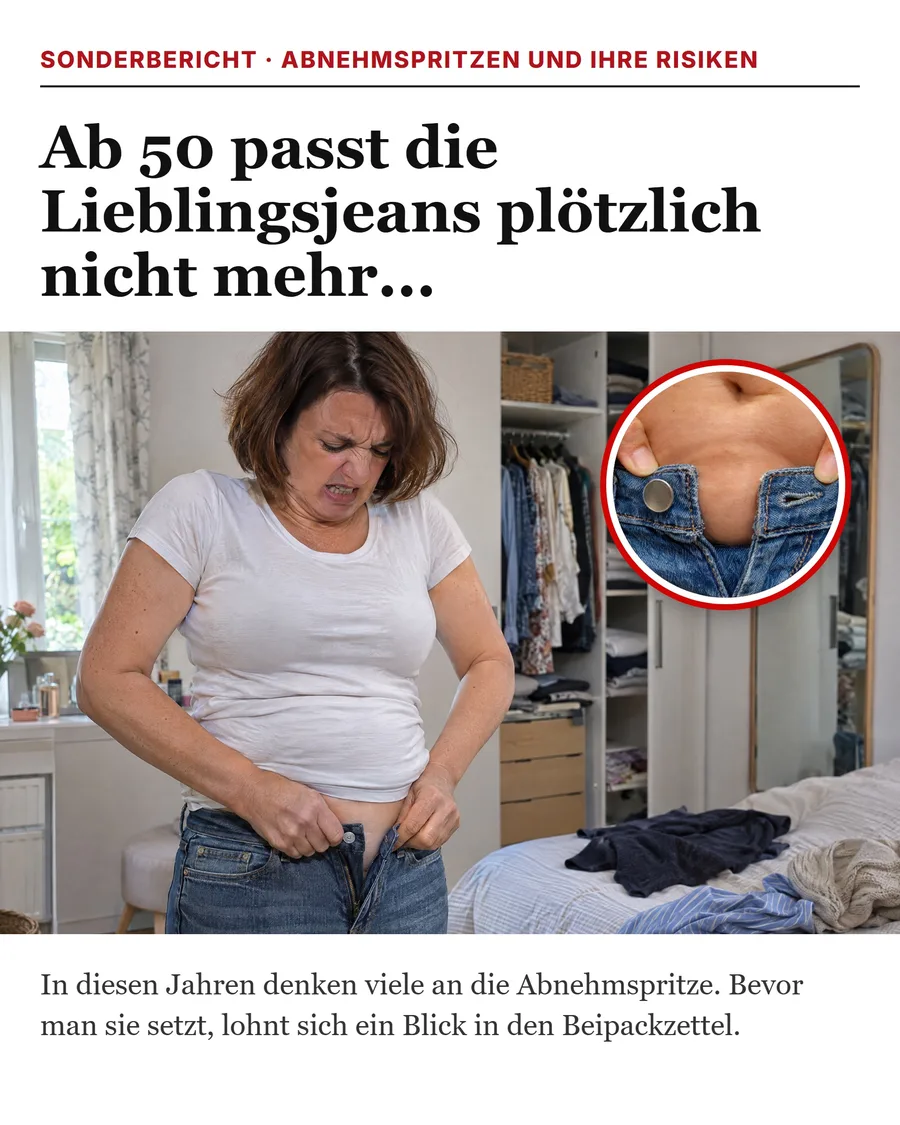 SONDERBERICHT · ABNEHMSPRITZEN UND IHRE RISIKEN
Ab 50 passt die
Lieblingsjeans plötzlich
nicht mehr...
In diesen Jahren denken viele an die Abnehmspritze. Bevor
man sie setzt, lohnt sich ein Blick in den Beipackzettel.